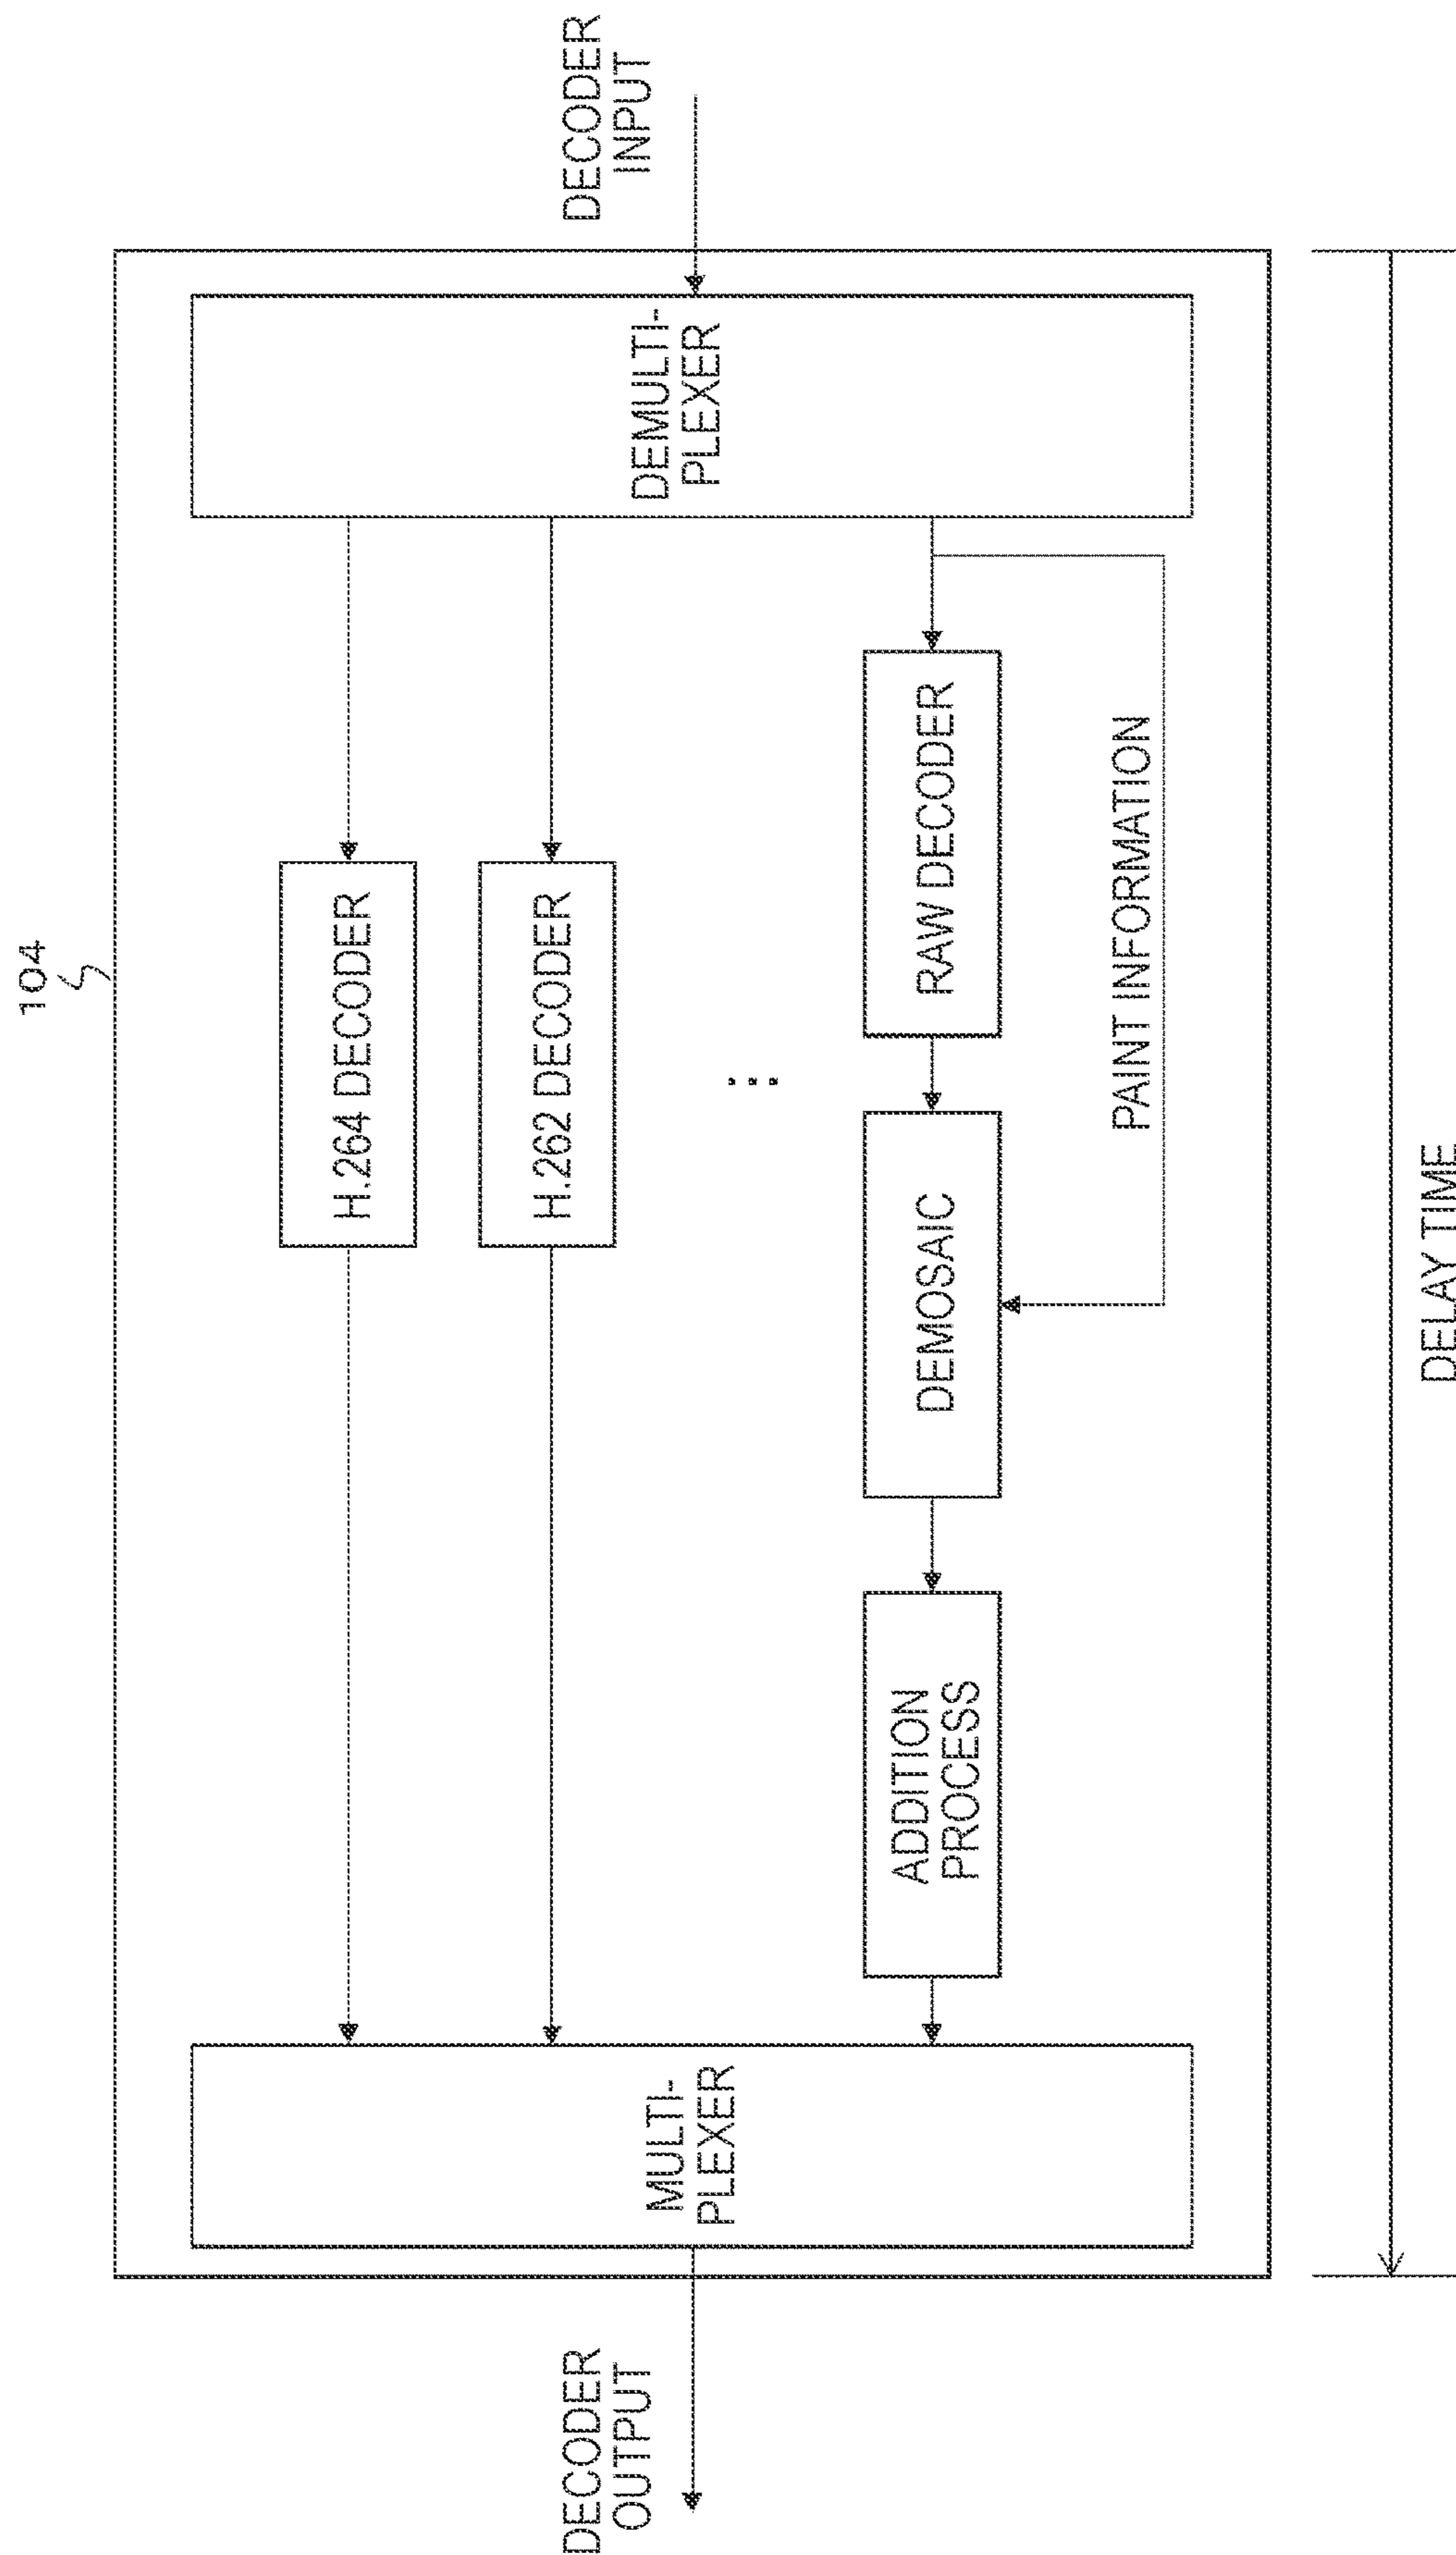 104
DECODER
OUTPUT
MULTI-
PLEXER
H.264 DECODER
H.262 DECODER
...
ADDITION
PROCESS
DEMOSAIC
RAW DECODER
PAINT INFORMATION
DEMULTI-
PLEXER
DECODER
INPUT
DELAY TIME